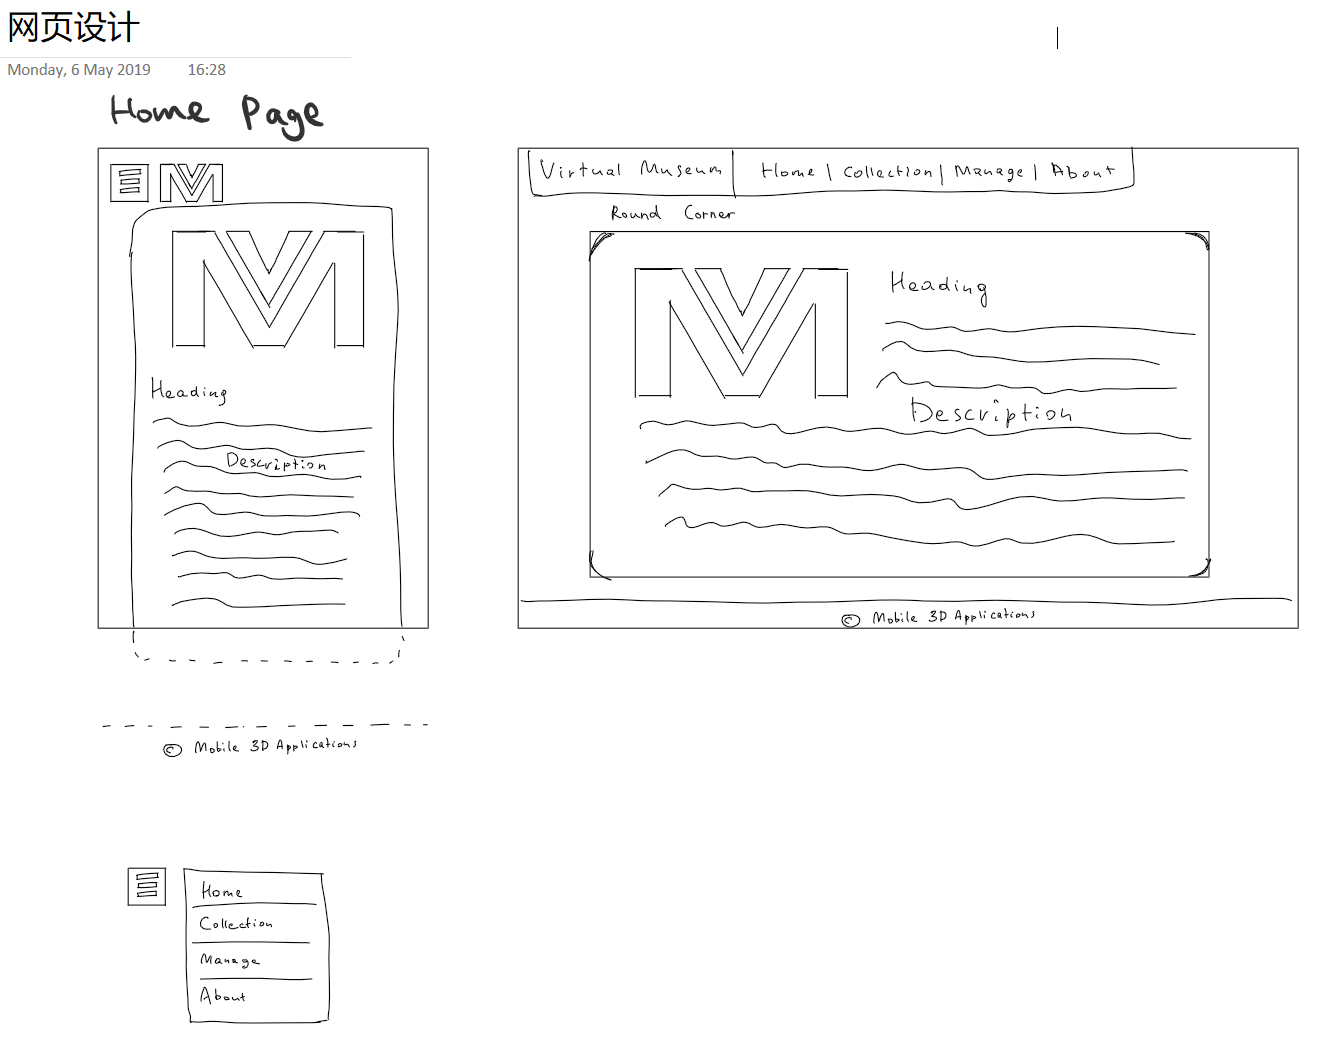 网页设计
Monday, 6 May 2019 16:28
Home Page
Heading
Description
© Mobile 3D Applications
Home
Collection
Manage
About
Virtual Museum Home | Collection | Manage | About
Round Corner
Heading
Description
© Mobile 3D Applications